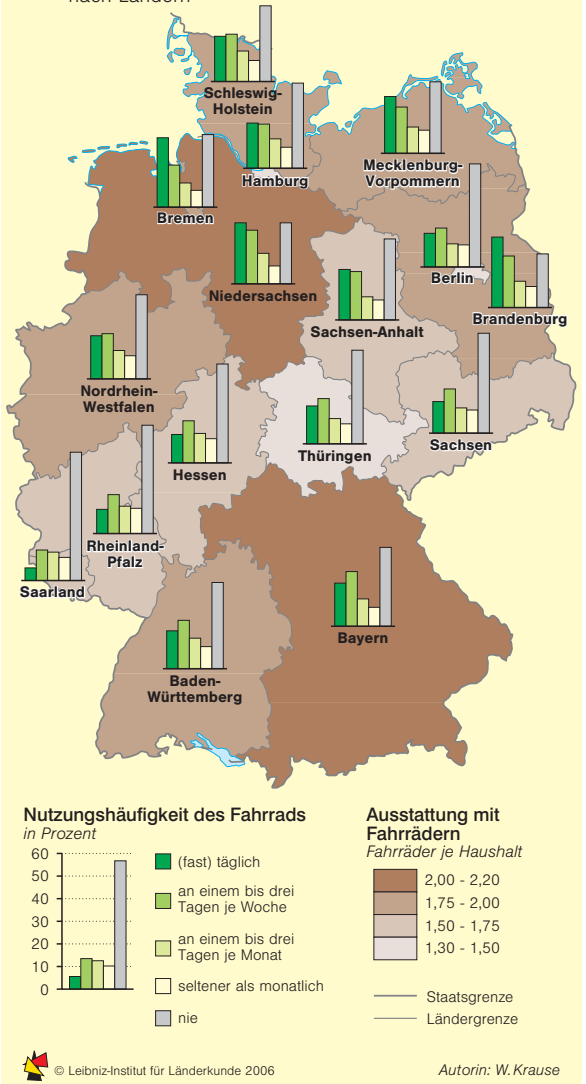 nach Ländern
Schleswig-
Holstein
Hamburg
Mecklenburg-
Vorpommern
Bremen
Niedersachsen
Berlin
Brandenburg
Sachsen-Anhalt
Nordrhein-
Westfalen
Hessen
Thüringen
Sachsen
Rheinland-
Pfalz
Saarland
Bayern
Baden-
Württemberg
Nutzungshäufigkeit des Fahrrads
in Prozent
60
50
40
30
20
10
0
(fast) täglich
an einem bis drei
Tagen je Woche
an einem bis drei
Tagen je Monat
seltener als monatlich
nie
Ausstattung mit
Fahrrädern
Fahrräder je Haushalt
2,00 - 2,20
1,75 - 2,00
1,50 - 1,75
1,30 - 1,50
Staatsgrenze
Ländergrenze
© Leibniz-Institut für Länderkunde 2006
Autorin: W. Krause